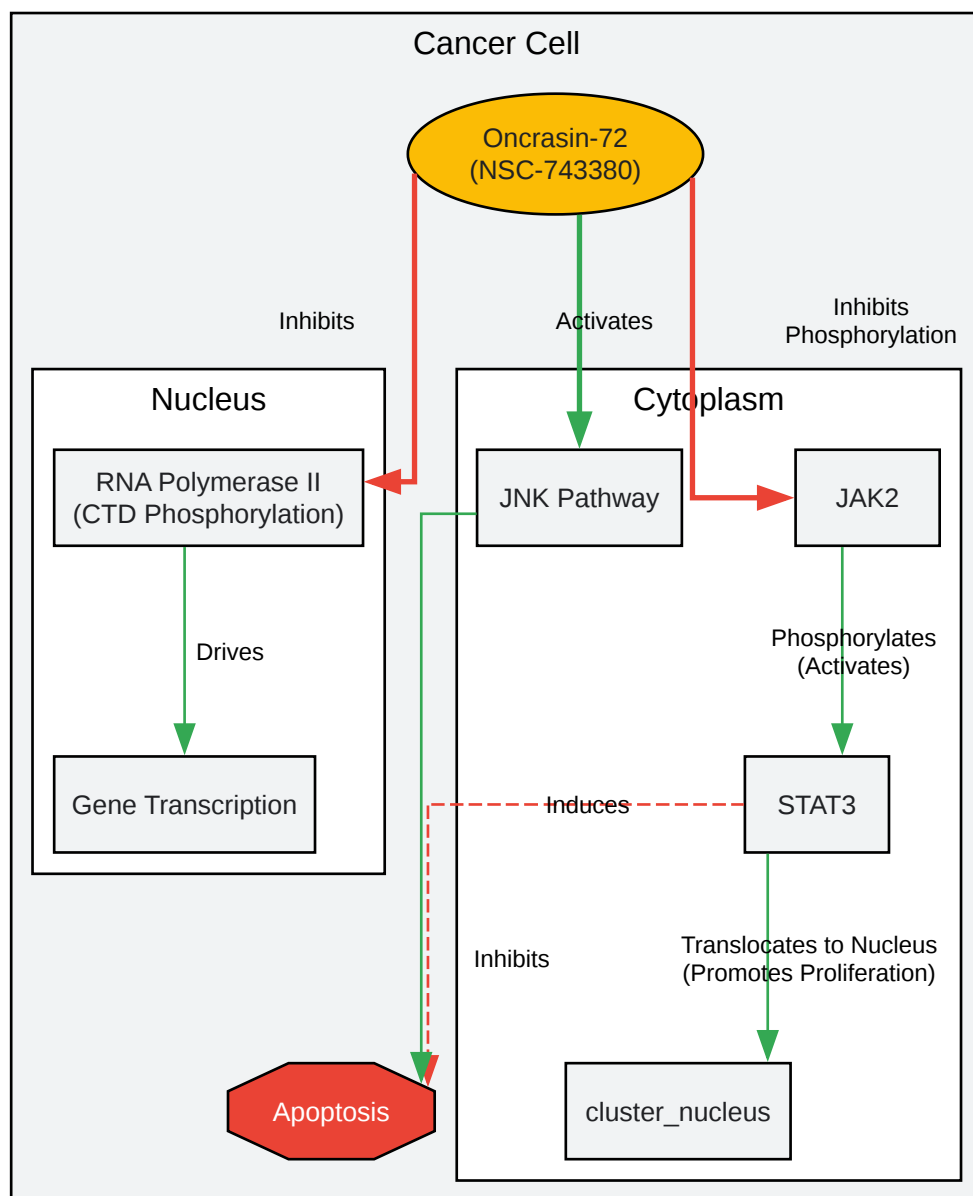 Cancer Cell
Oncrasin-72
(NSC-743380)
Inhibits
Activates
Inhibits
Phosphorylation
Nucleus
Cytoplasm
RNA Polymerase II
(CTD Phosphorylation)
JNK Pathway
JAK2
Drives
Phosphorylates
(Activates)
Gene Transcription
Induces
STAT3
Inhibits
Translocates to Nucleus
(Promotes Proliferation)
Apoptosis
cluster_nucleus